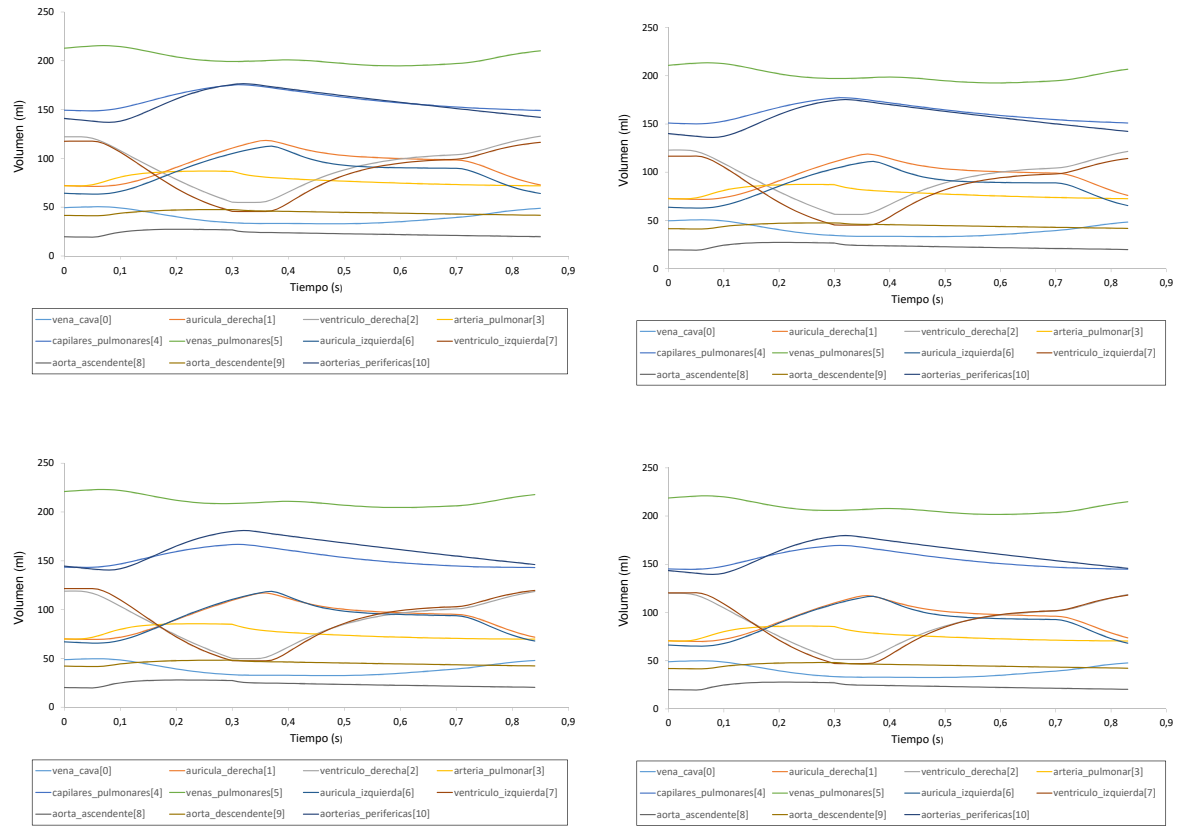 250
200
150
100
50
0
Volumen (ml)
0 0,1 0,2 0,3 0,4 0,5 0,6 0,7 0,8 0,9
Tiempo (s)
vena_cava[0] auricula_derecha[1] ventriculo_derecha[2] arteria_pulmonar[3]
capilares_pulmonares[4] venas_pulmonares[5] auricula_izquierda[6] ventriculo_izquierda[7]
aorta_ascendente[8] aorta_descendente[9] aorterias_perifericas[10]
250
200
150
100
50
0
Volumen (ml)
0 0,1 0,2 0,3 0,4 0,5 0,6 0,7 0,8 0,9
Tiempo (s)
vena_cava[0] auricula_derecha[1] ventriculo_derecha[2] arteria_pulmonar[3]
capilares_pulmonares[4] venas_pulmonares[5] auricula_izquierda[6] ventriculo_izquierda[7]
aorta_ascendente[8] aorta_descendente[9] aorterias_perifericas[10]
250
200
150
100
50
0
Volumen (ml)
0 0,1 0,2 0,3 0,4 0,5 0,6 0,7 0,8 0,9
Tiempo (s)
vena_cava[0] auricula_derecha[1] ventriculo_derecha[2] arteria_pulmonar[3]
capilares_pulmonares[4] venas_pulmonares[5] auricula_izquierda[6] ventriculo_izquierda[7]
aorta_ascendente[8] aorta_descendente[9] aorterias_perifericas[10]
250
200
150
100
50
0
Volumen (ml)
0 0,1 0,2 0,3 0,4 0,5 0,6 0,7 0,8 0,9
Tiempo (s)
vena_cava[0] auricula_derecha[1] ventriculo_derecha[2] arteria_pulmonar[3]
capilares_pulmonares[4] venas_pulmonares[5] auricula_izquierda[6] ventriculo_izquierda[7]
aorta_ascendente[8] aorta_descendente[9] aorterias_perifericas[10]